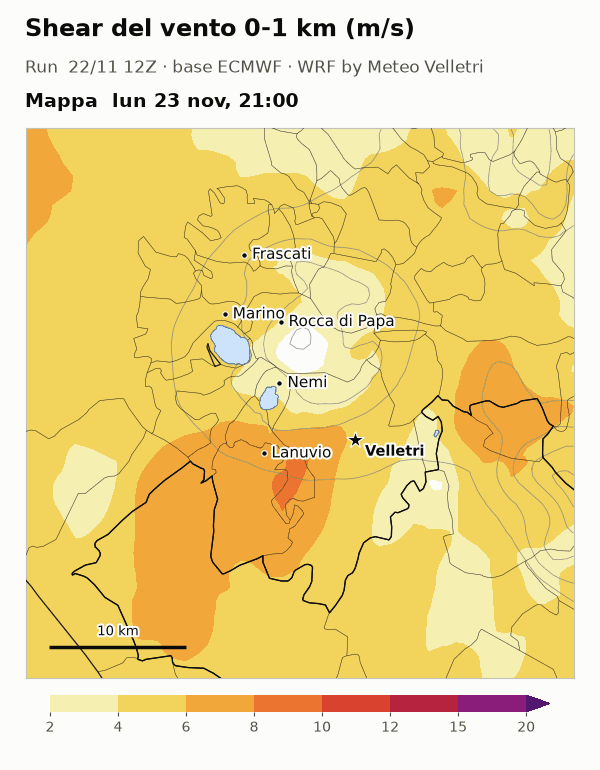 Shear del vento 0-1 km (m/s)
Run  22/11 12Z · base ECMWF · WRF by Meteo Velletri
Mappa  lun 23 nov, 21:00
Frascati
Marino
Rocca di Papa
Nemi
Velletri
Lanuvio
10 km
2 4 6 8 10 12 15 20